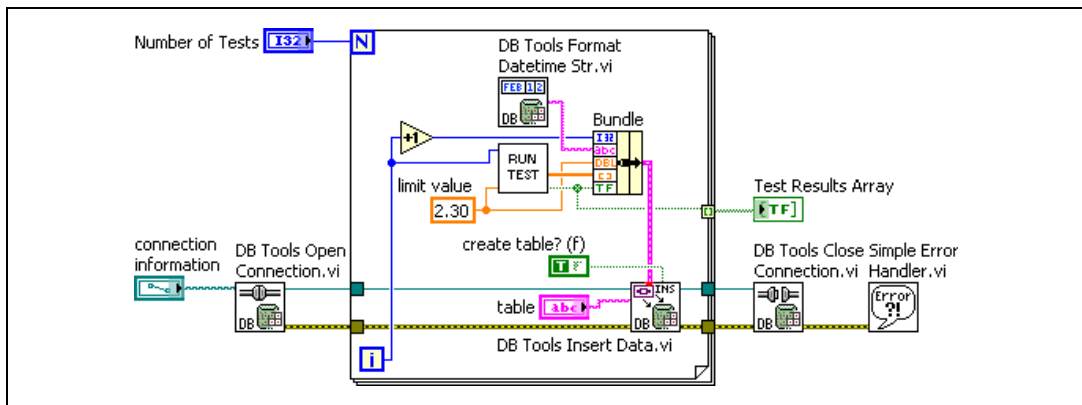 Number of Tests
I32
N
DB Tools Format
Datetime Str.vi
FEB 12
DB
Bundle
+1
I32
abc
DBL
[ ]
TF
RUN
TEST
limit value
2.30
Test Results Array
TF]
create table? (f)
T F
connection
information
DB Tools Open
Connection.vi
DB
table
abc
INS
DB
DB Tools Insert Data.vi
DB Tools Close
Connection.vi
DB
Simple Error
Handler.vi
Error
?!
i